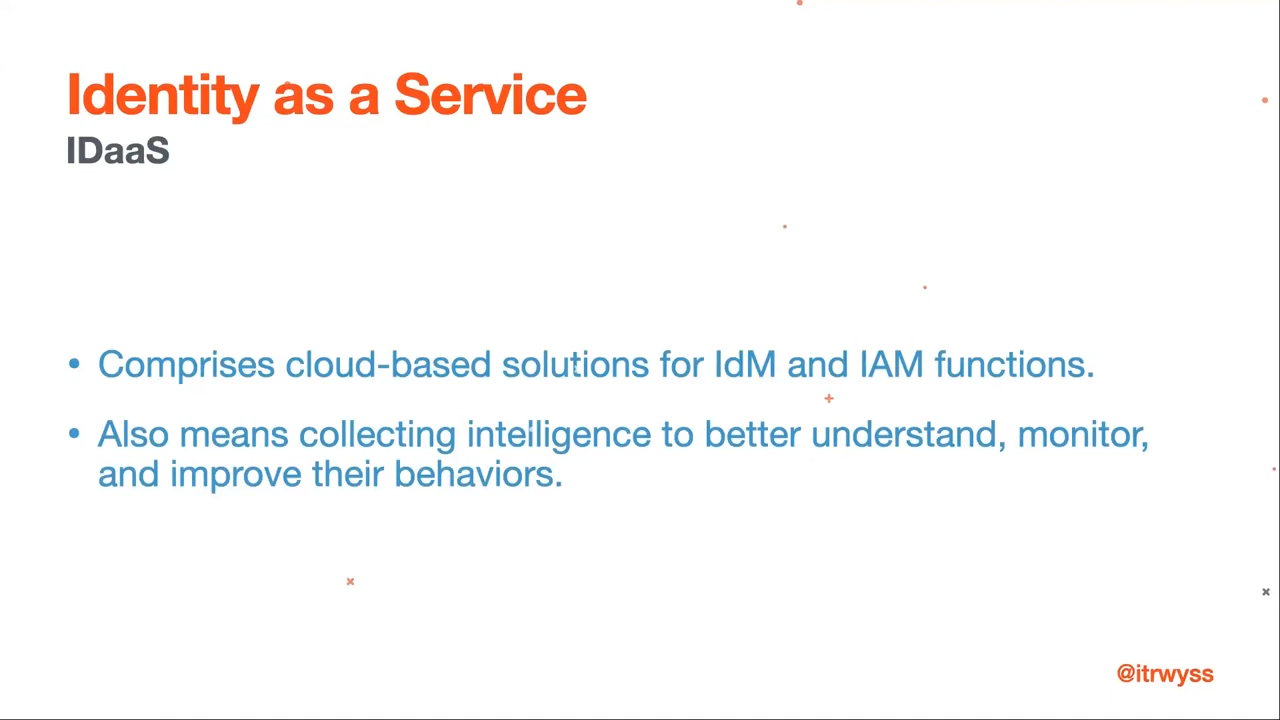 Identity as a Service
IDaaS
• Comprises cloud-based solutions for IdM and IAM functions.
• Also means collecting intelligence to better understand, monitor,
and improve their behaviors.
@itrwyss